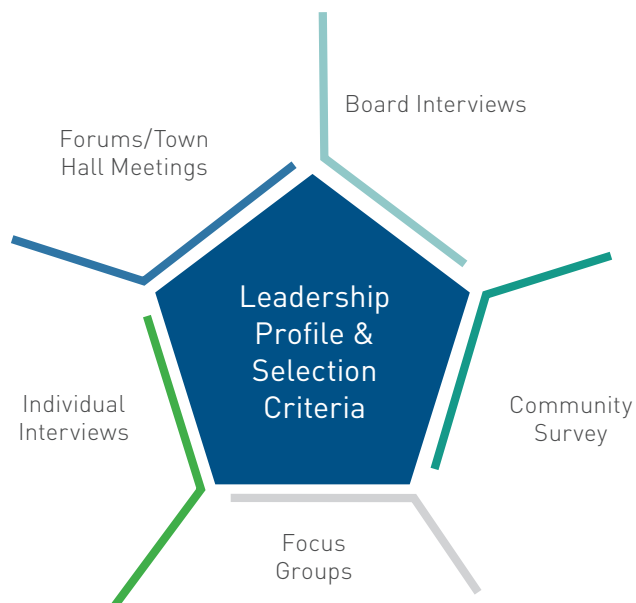 Board Interviews
Forums/Town
Hall Meetings
Leadership
Profile &
Selection
Criteria
Individual
Interviews
Community
Survey
Focus
Groups